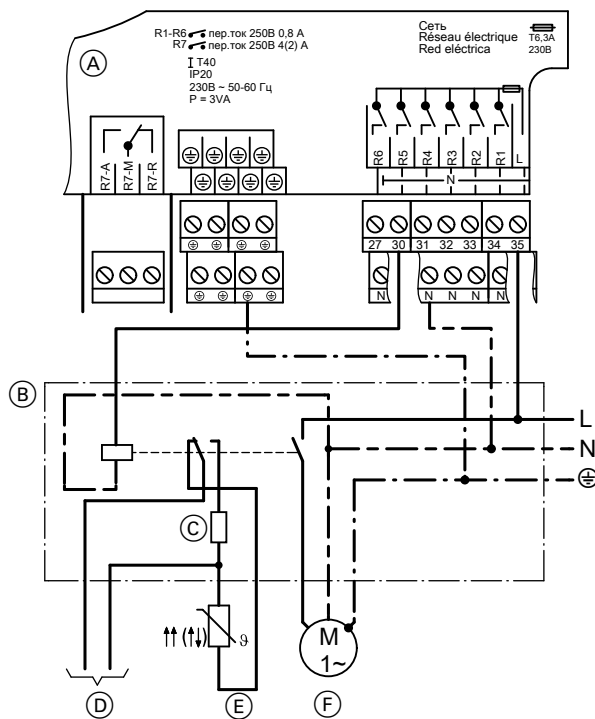 R1-R6 пер.ток 250В 0,8 А
R7 пер.ток 250В 4(2) А
Сеть
Réseau électrique
Red eléctrica
T6,3A
230В
A
T40
IP20
230В ~ 50-60 Гц
P = 3VA
R7-A
R7-M
R7-R
R6
R5
R4
R3
R2
R1
L
N
27 30 31 32 33 34 35
N N N N N
B
L
N
C
ϑ
M
1~
D
E
F